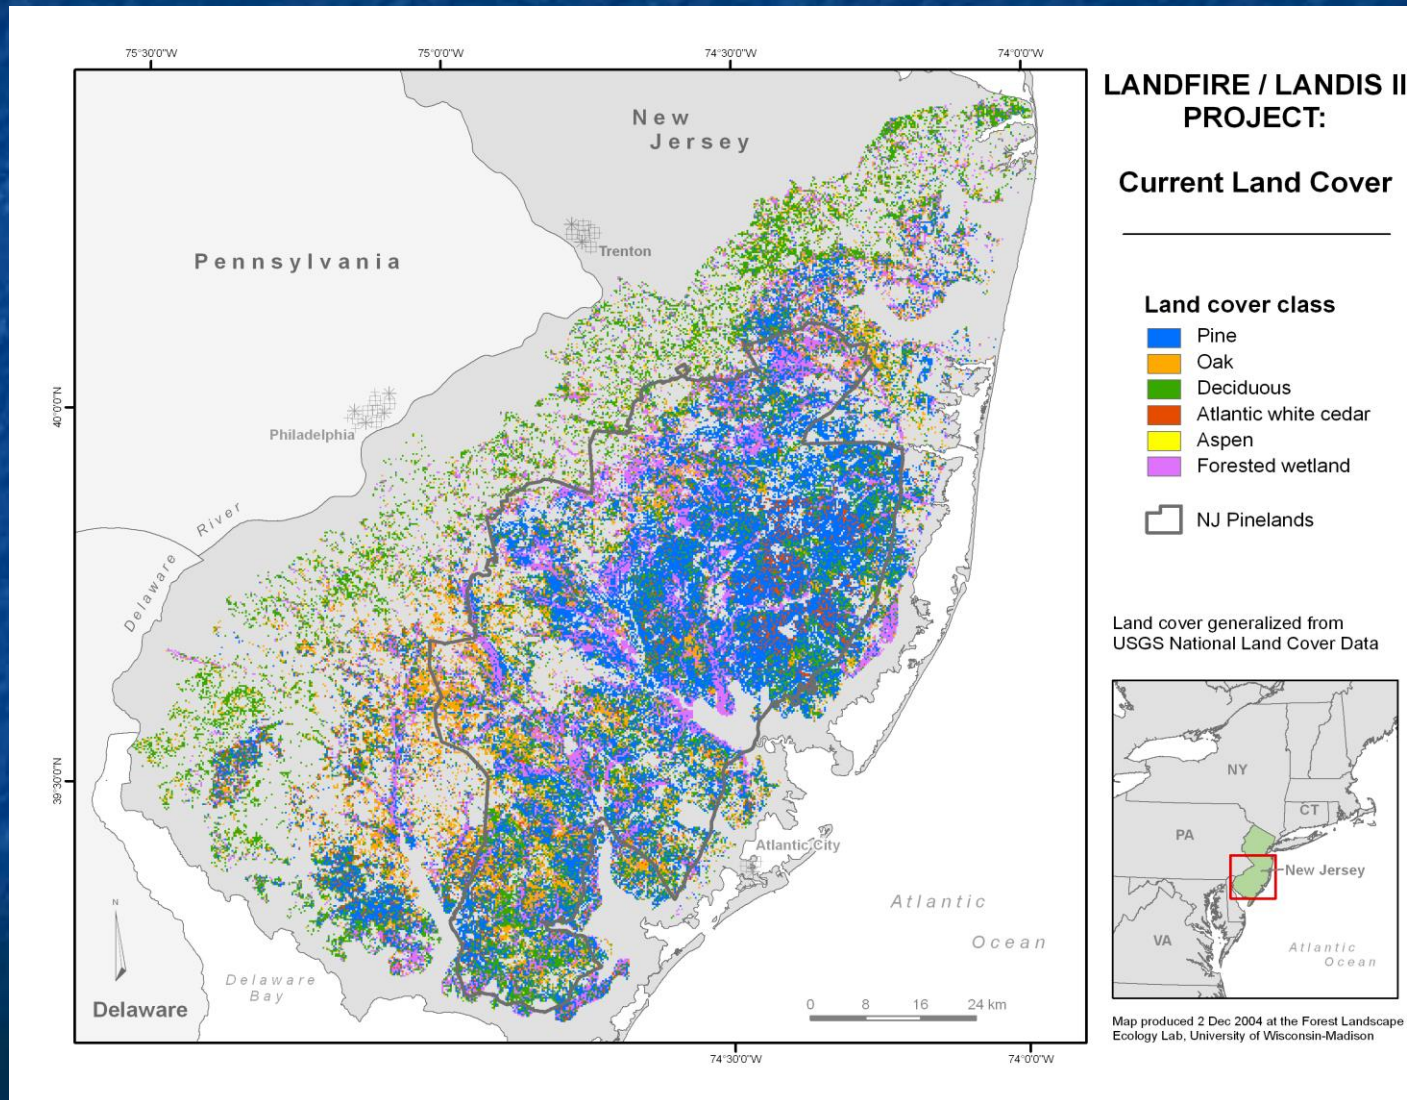 75°30'0"W
75°0'0"W
74°30'0"W
74°0'0"W
LANDFIRE / LANDIS II
PROJECT:
Current Land Cover
New
Jersey
Pennsylvania
Trenton
Philadelphia
Delaware River
40°0'0"N
39°30'0"N
Land cover class
Pine
Oak
Deciduous
Atlantic white cedar
Aspen
Forested wetland
NJ Pinelands
Land cover generalized from
USGS National Land Cover Data
NY
CT
PA
New Jersey
VA
Atlantic
Ocean
Atlantic City
Atlantic
Ocean
N
Delaware
Bay
Delaware
0 8 16 24 km
74°30'0"W
74°0'0"W
Map produced 2 Dec 2004 at the Forest Landscape
Ecology Lab, University of Wisconsin-Madison